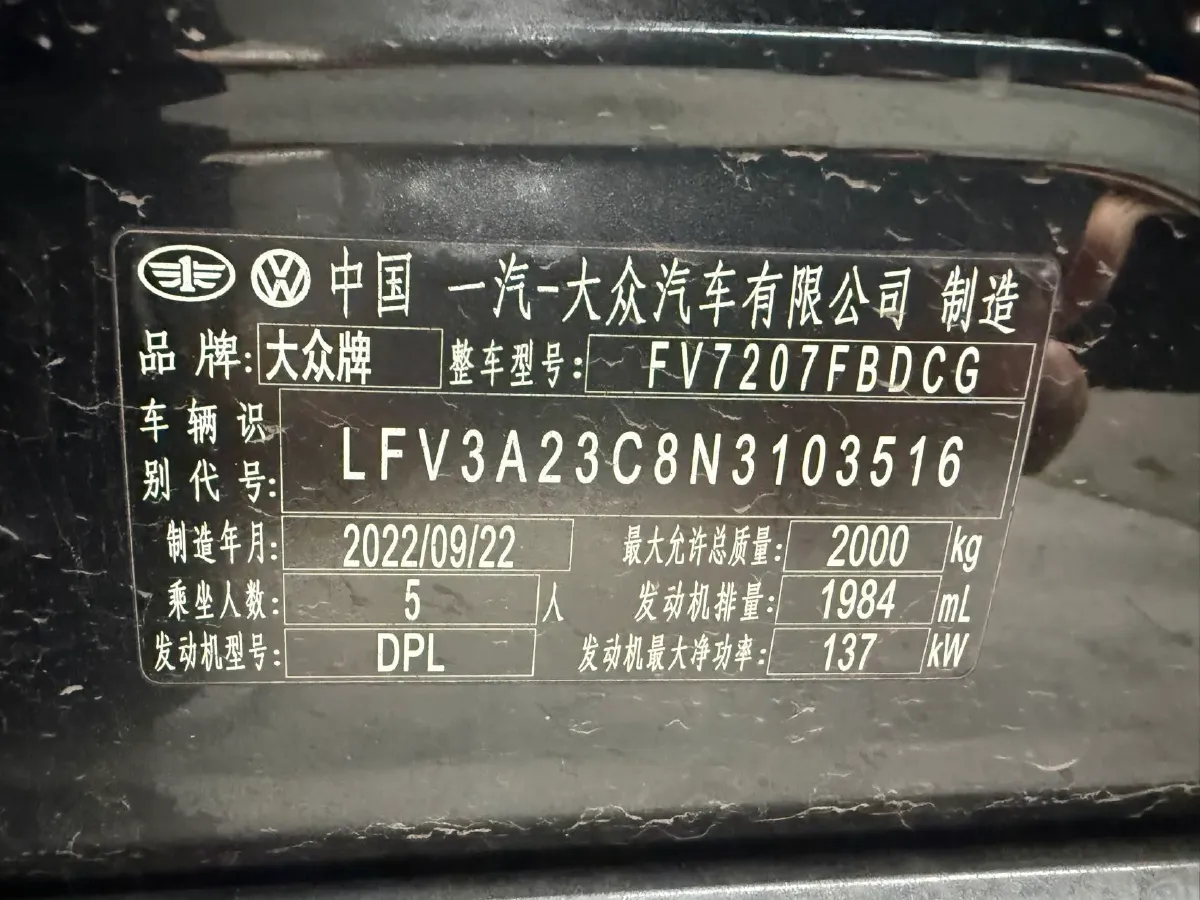 中国 一汽-大众汽车有限公司 制造
品 牌: 大众牌 整车型号: FV7207FBDCG
车 辆 识
别 代 号: LFV3A23C8N3103516
制造年月: 2022/09/22 最大允许总质量: 2000 kg
乘坐人数: 5 人 发动机排量: 1984 mL
发动机型号: DPL 发动机最大净功率: 137 kW